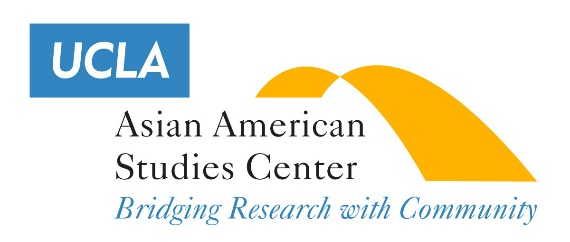 UCLA
Asian American
Studies Center
Bridging Research with Community